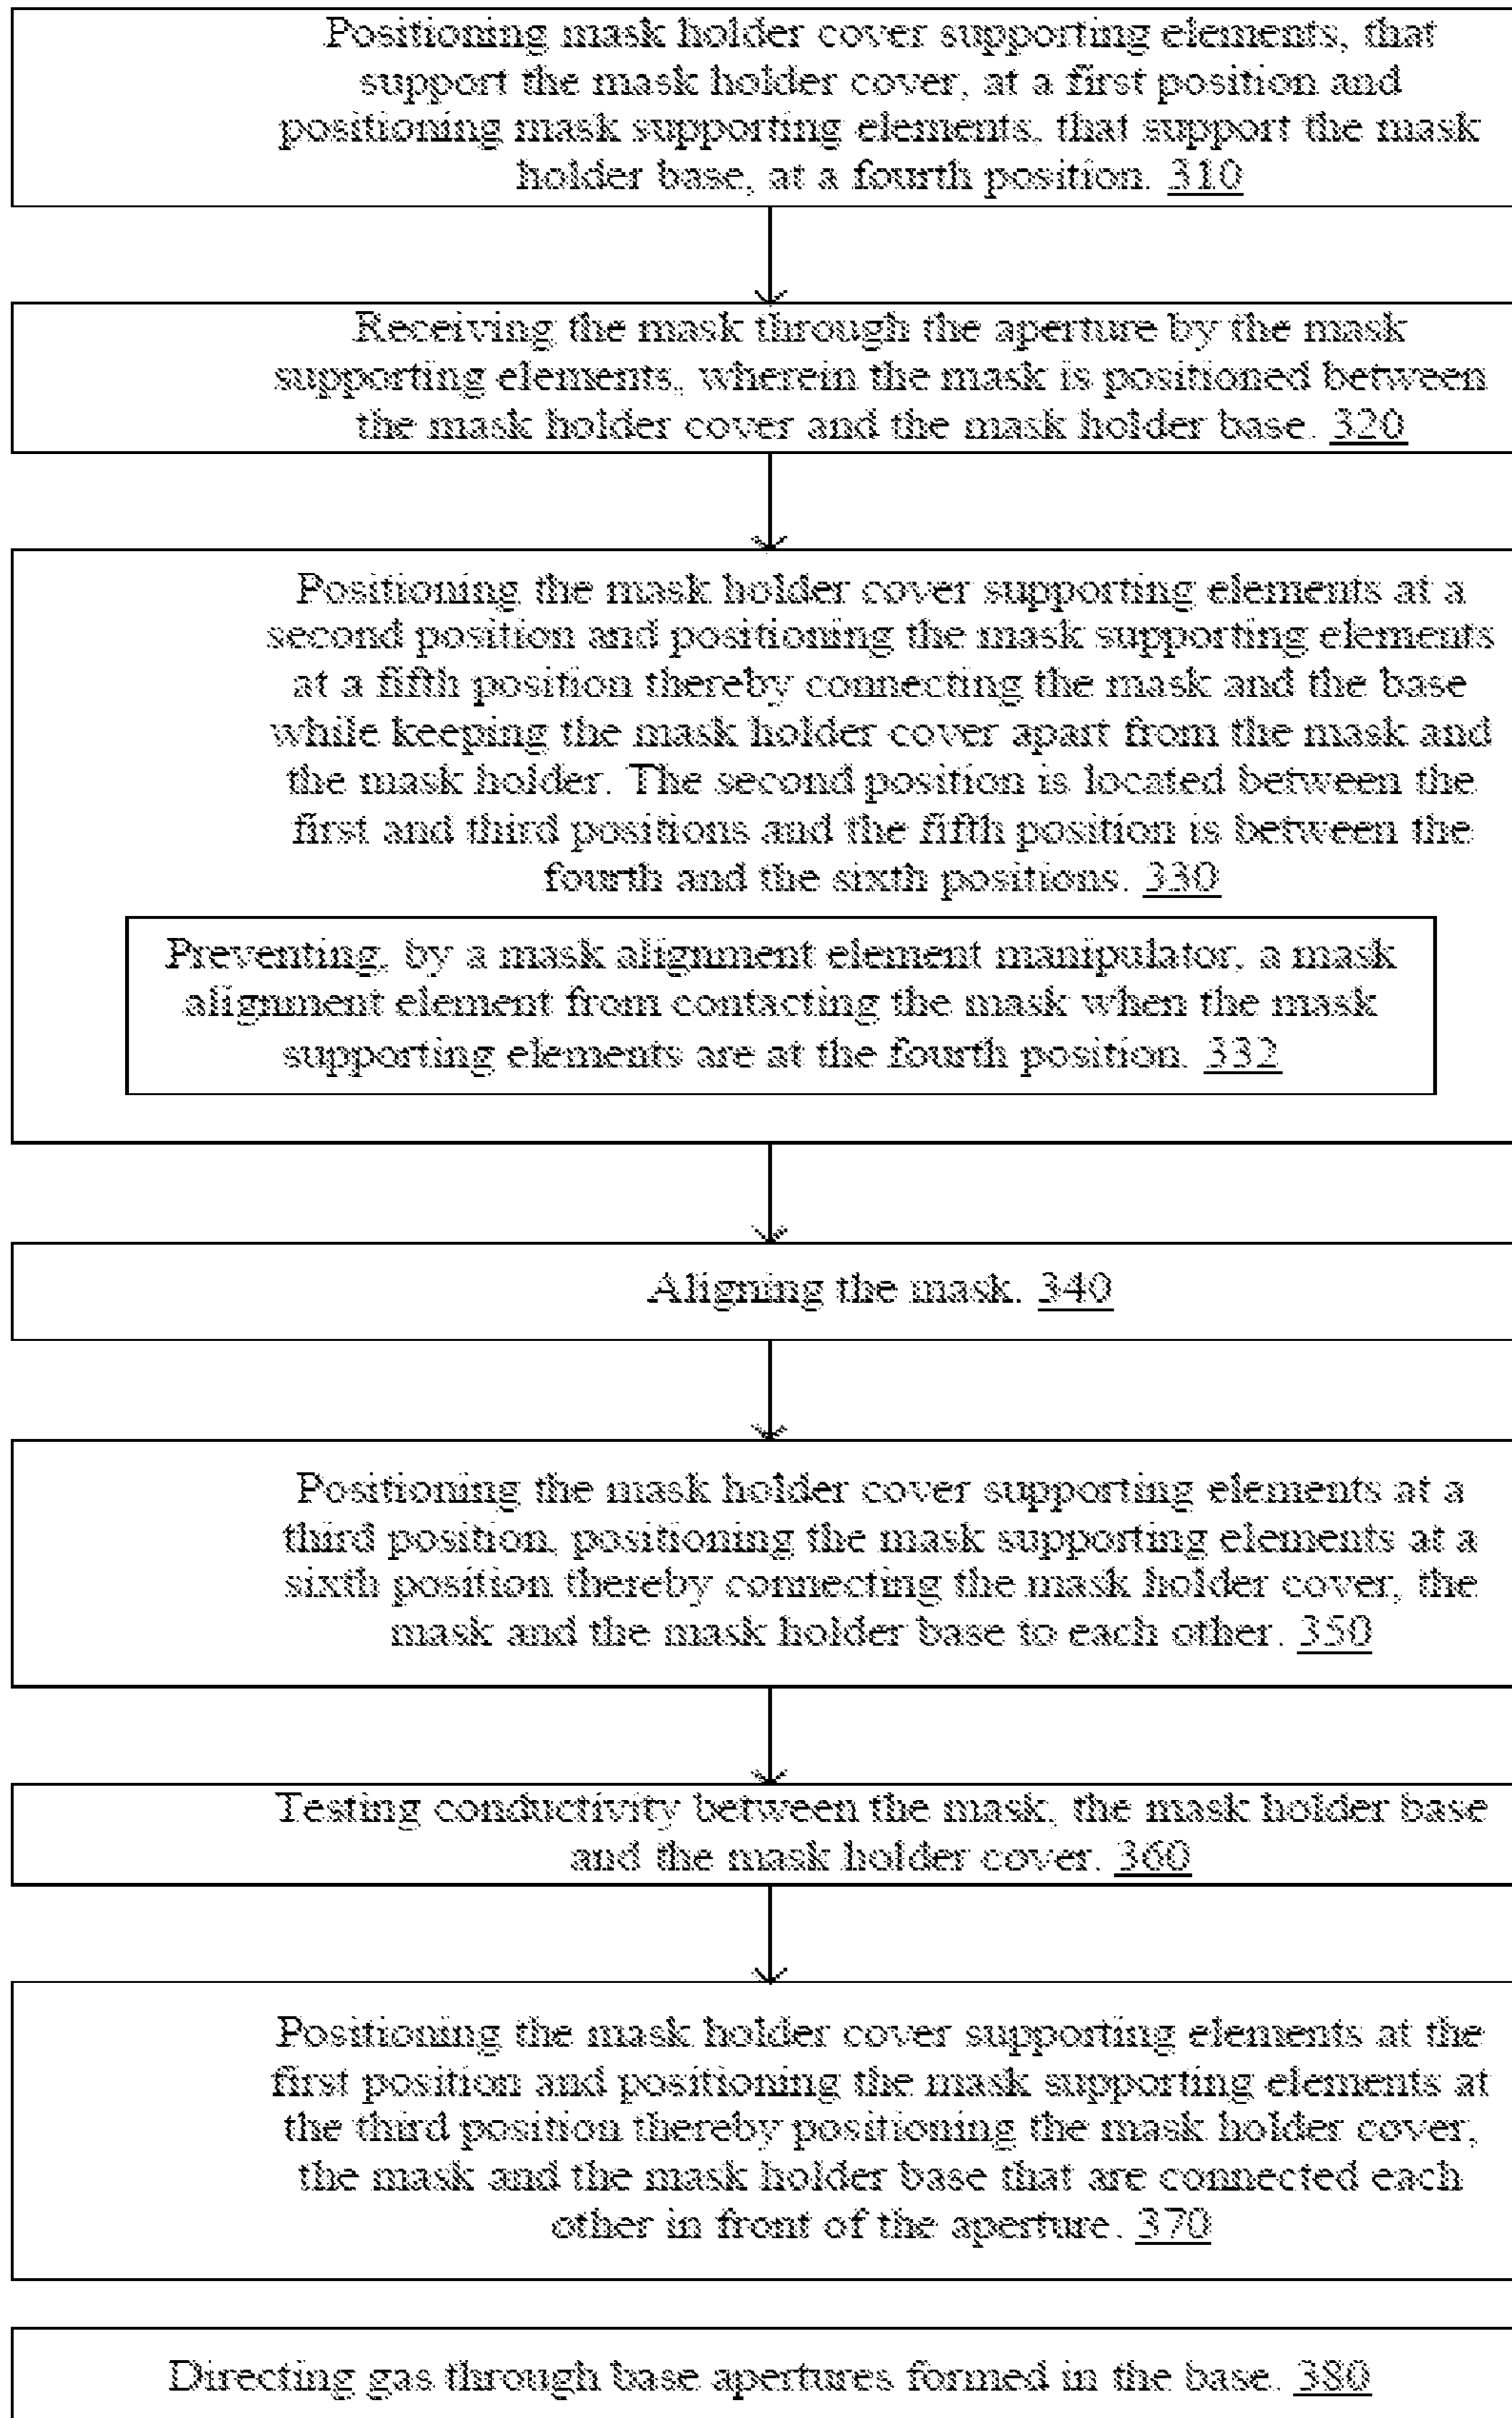 Positioning mask holder cover supporting elements, that
support the mask holder cover, at a first position and
positioning mask supporting elements, that support the mask
holder base, at a fourth position. 310
Receiving the mask through the aperture by the mask
supporting elements, wherein the mask is positioned between
the mask holder cover and the mask holder base. 320
Positioning the mask holder cover supporting elements at a
second position and positioning the mask supporting elements
at a fifth position thereby connecting the mask and the base
while keeping the mask holder cover apart from the mask and
the mask holder. The second position is located between the
first and third positions and the fifth position is between the
fourth and the sixth positions. 330
Preventing, by a mask alignment element manipulator, a mask
alignment element from contacting the mask when the mask
supporting elements are at the fourth position. 332
Aligning the mask. 340
Positioning the mask holder cover supporting elements at a
third position, positioning the mask supporting elements at a
sixth position thereby connecting the mask holder cover, the
mask and the mask holder base to each other. 350
Testing conductivity between the mask, the mask holder base
and the mask holder cover. 360
Positioning the mask holder cover supporting elements at the
first position and positioning the mask supporting elements at
the third position thereby positioning the mask holder cover,
the mask and the mask holder base that are connected each
other in front of the aperture. 370
Directing gas through base apertures formed in the base. 380